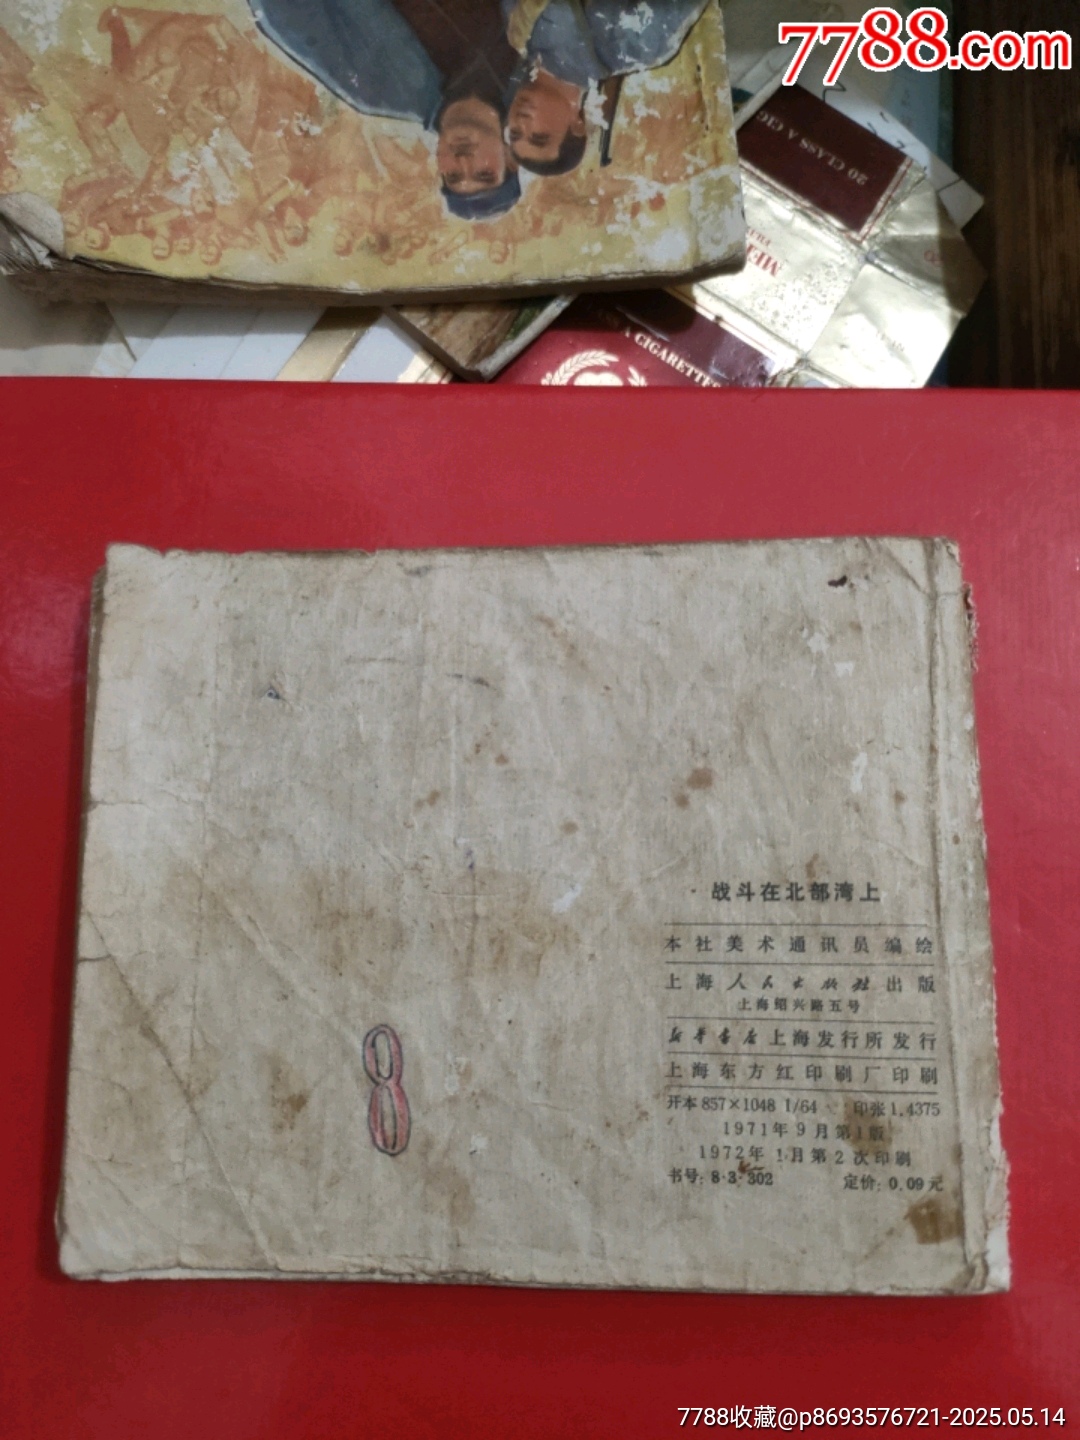 7788.com
20 CLASS A CIG
A CIGARETTES
· 战斗在北部湾上
本社美术通讯员编绘
上海人民出版社出版
上海绍兴路五号
新华书店上海发行所发行
上海东方红印刷厂印刷
开本 857×1048 1/64 印张 1.4375
1971年9月第1版
1972年1月第2次印刷
书号: 8·3·302 定价: 0.09元
8
7788收藏@p8693576721-2025.05.14